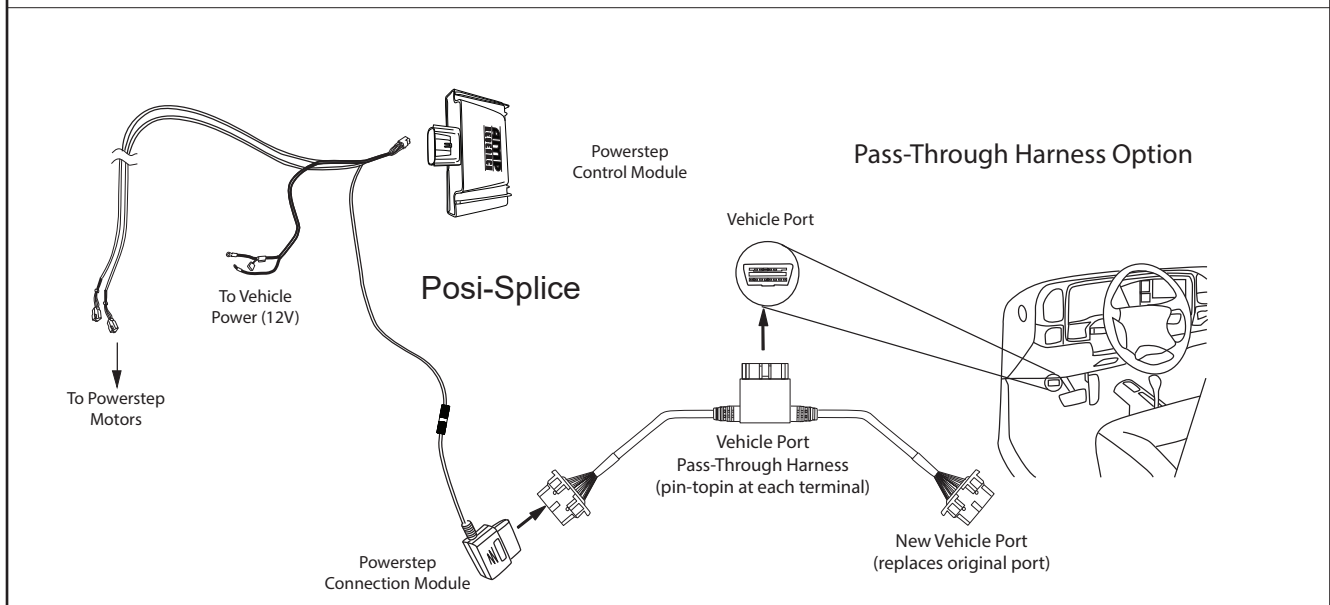 Powerstep
Control Module
Pass-Through Harness Option
Vehicle Port
Posi-Splice
To Vehicle
Power (12V)
To Powerstep
Motors
Vehicle Port
Pass-Through Harness
(pin-topin at each terminal)
Powerstep
Connection Module
New Vehicle Port
(replaces original port)